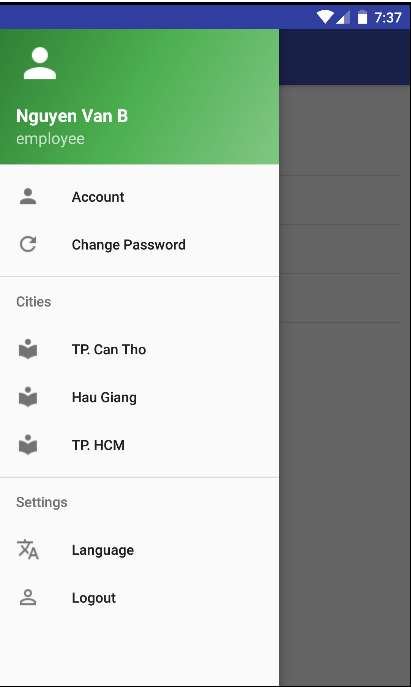 7:37
Nguyen Van B
employee
Account
Change Password
Cities
TP. Can Tho
Hau Giang
TP. HCM
Settings
Language
Logout